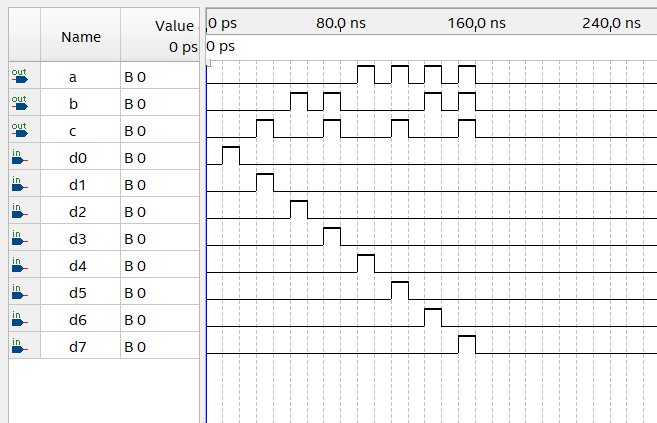 Name Value 0 ps 80.0 ns 160.0 ns 240.0 ns
0 ps 0 ps
out a B 0
out b B 0
out c B 0
in d0 B 0
in d1 B 0
in d2 B 0
in d3 B 0
in d4 B 0
in d5 B 0
in d6 B 0
in d7 B 0